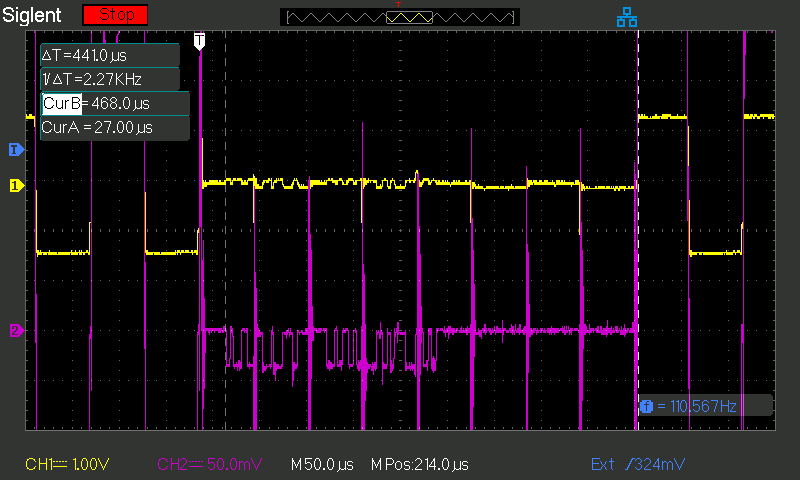 Siglent Stop
T
ΔT=441.0µs
1/ΔT=2.27KHz
CurB=468.0µs
CurA=27.00µs
T
1
2
f = 110.567Hz
CH1 1.00V CH2 50.0mV M50.0µs MPos:214.0µs Ext 324mV